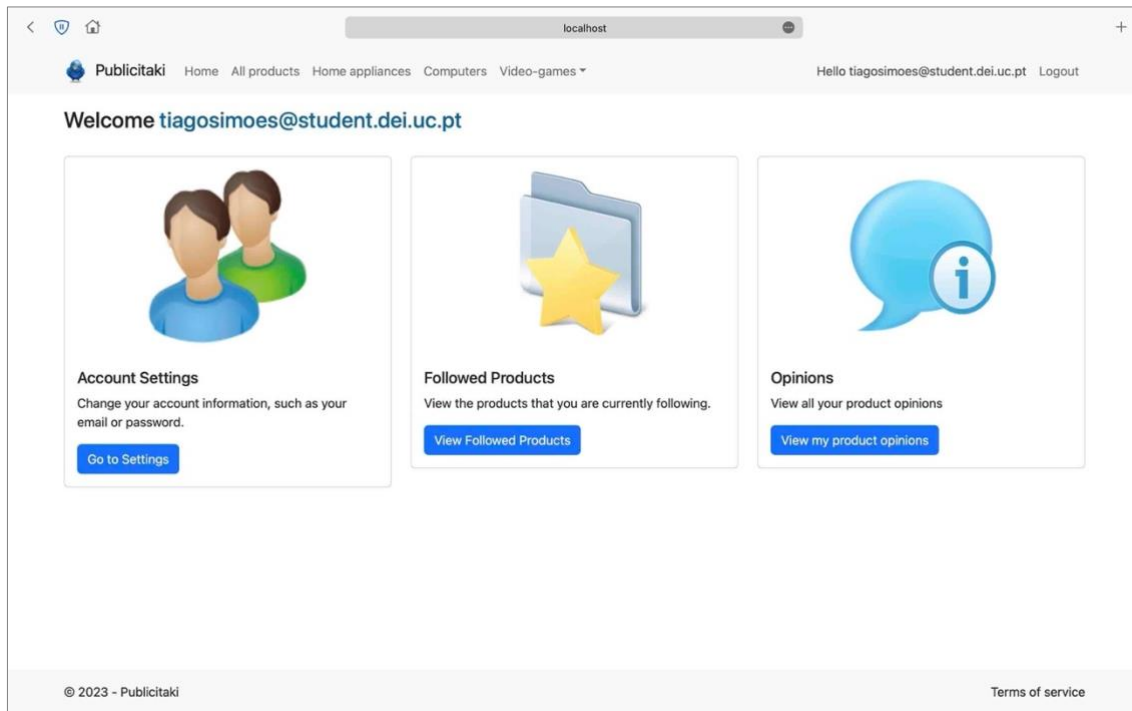 localhost
Publicitaki Home All products Home appliances Computers Video-games Hello tiagosimoes@student.dei.uc.pt Logout
Welcome tiagosimoes@student.dei.uc.pt
Account Settings
Change your account information, such as your
email or password.
Go to Settings
Followed Products
View the products that you are currently following.
View Followed Products
i
Opinions
View all your product opinions
View my product opinions
© 2023 - Publicitaki Terms of service